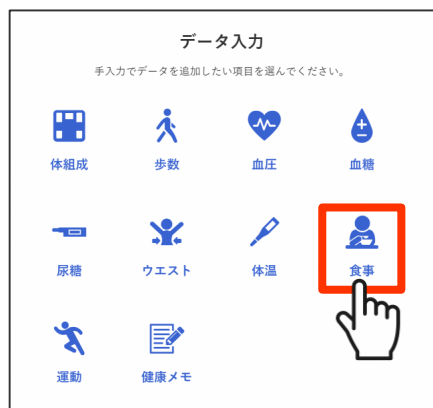 データ入力
手入力でデータを追加したい項目を選んでください。
体組成 歩数 血圧 血糖
尿糖 ウエスト 体温 食事
運動 健康メモ